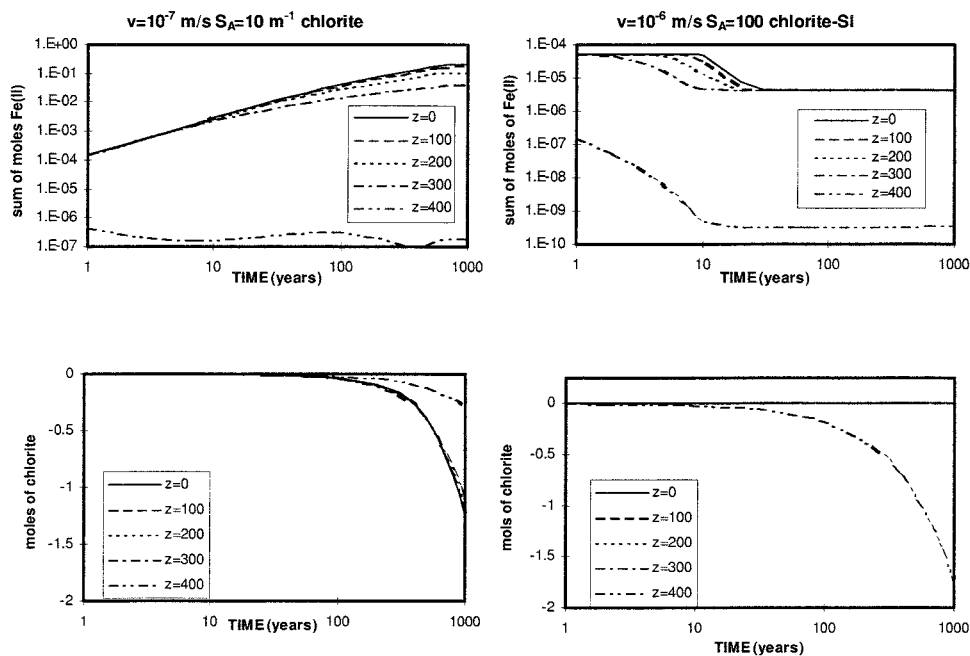 v=10⁻⁷ m/s S_A=10 m⁻¹ chlorite
sum of moles Fe(II)
1.E+00
1.E-01
1.E-02
1.E-03
1.E-04
1.E-05
1.E-06
1.E-07
z=0
z=100
z=200
z=300
z=400
1
10
100
1000
TIME (years)
v=10⁻⁶ m/s S_A=100 chlorite-SI
sum of moles of Fe(II)
1.E-04
1.E-05
1.E-06
1.E-07
1.E-08
1.E-09
1.E-10
z=0
z=100
z=200
z=300
z=400
1
10
100
1000
TIME (years)
moles of chlorite
0
-0.5
-1
-1.5
-2
z=0
z=100
z=200
z=300
z=400
1
10
100
1000
TIME (years)
mols of chlorite
0
-0.5
-1
-1.5
-2
z=0
z=100
z=200
z=300
z=400
1
10
100
1000
TIME (years)